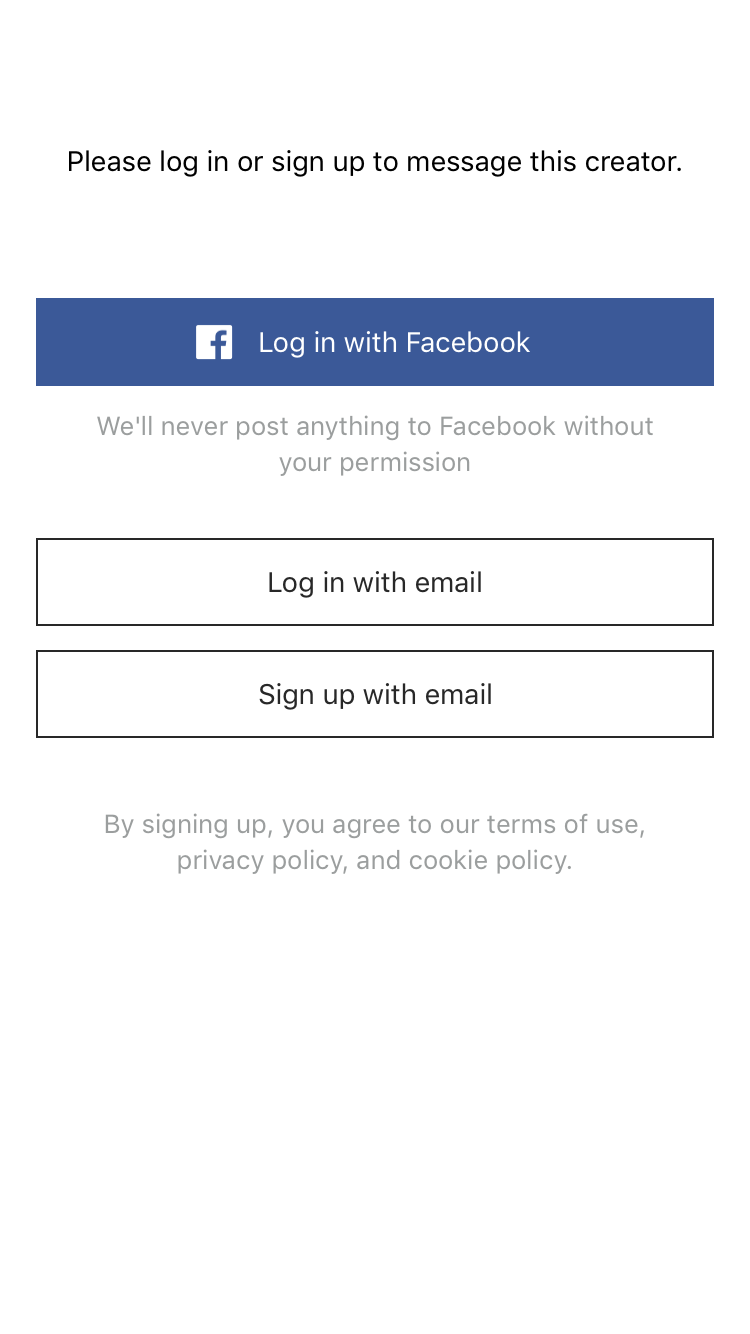 Please log in or sign up to message this creator.
Log in with Facebook
We'll never post anything to Facebook without
your permission
Log in with email
Sign up with email
By signing up, you agree to our terms of use,
privacy policy, and cookie policy.